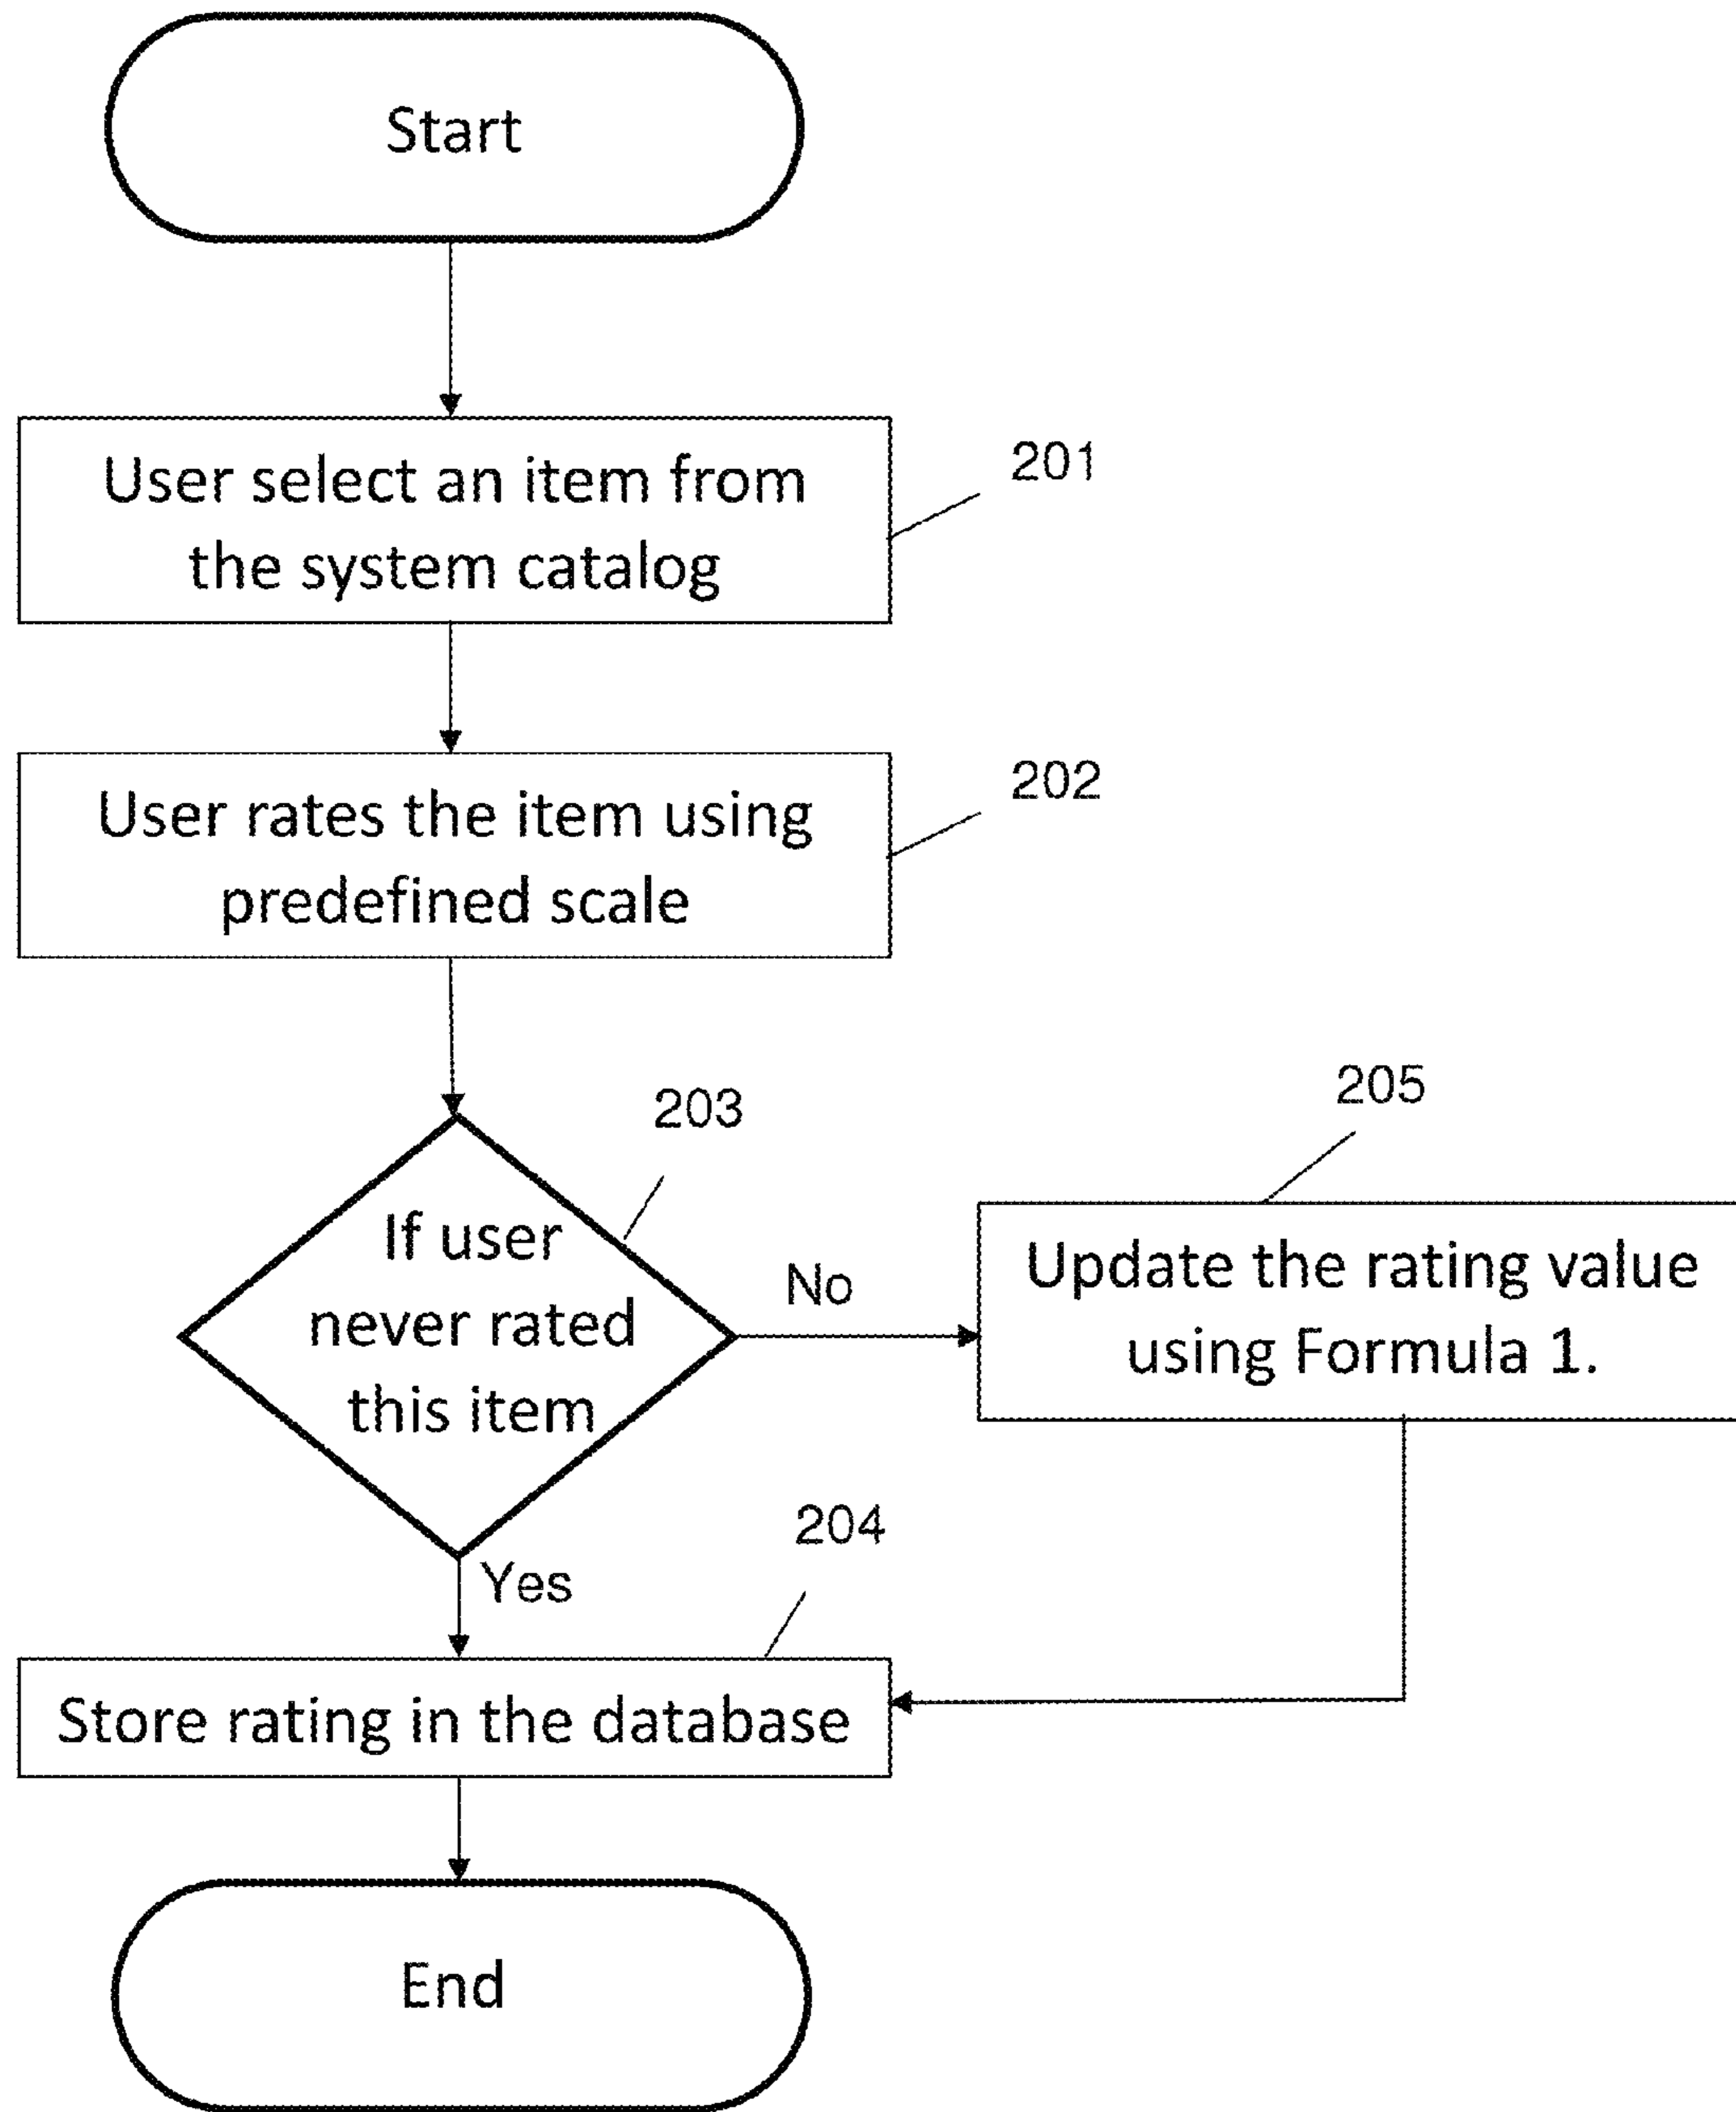 Start
User select an item from
the system catalog
201
User rates the item using
predefined scale
202
If user
never rated
this item
203
No
Update the rating value
using Formula 1.
205
Yes
Store rating in the database
204
End